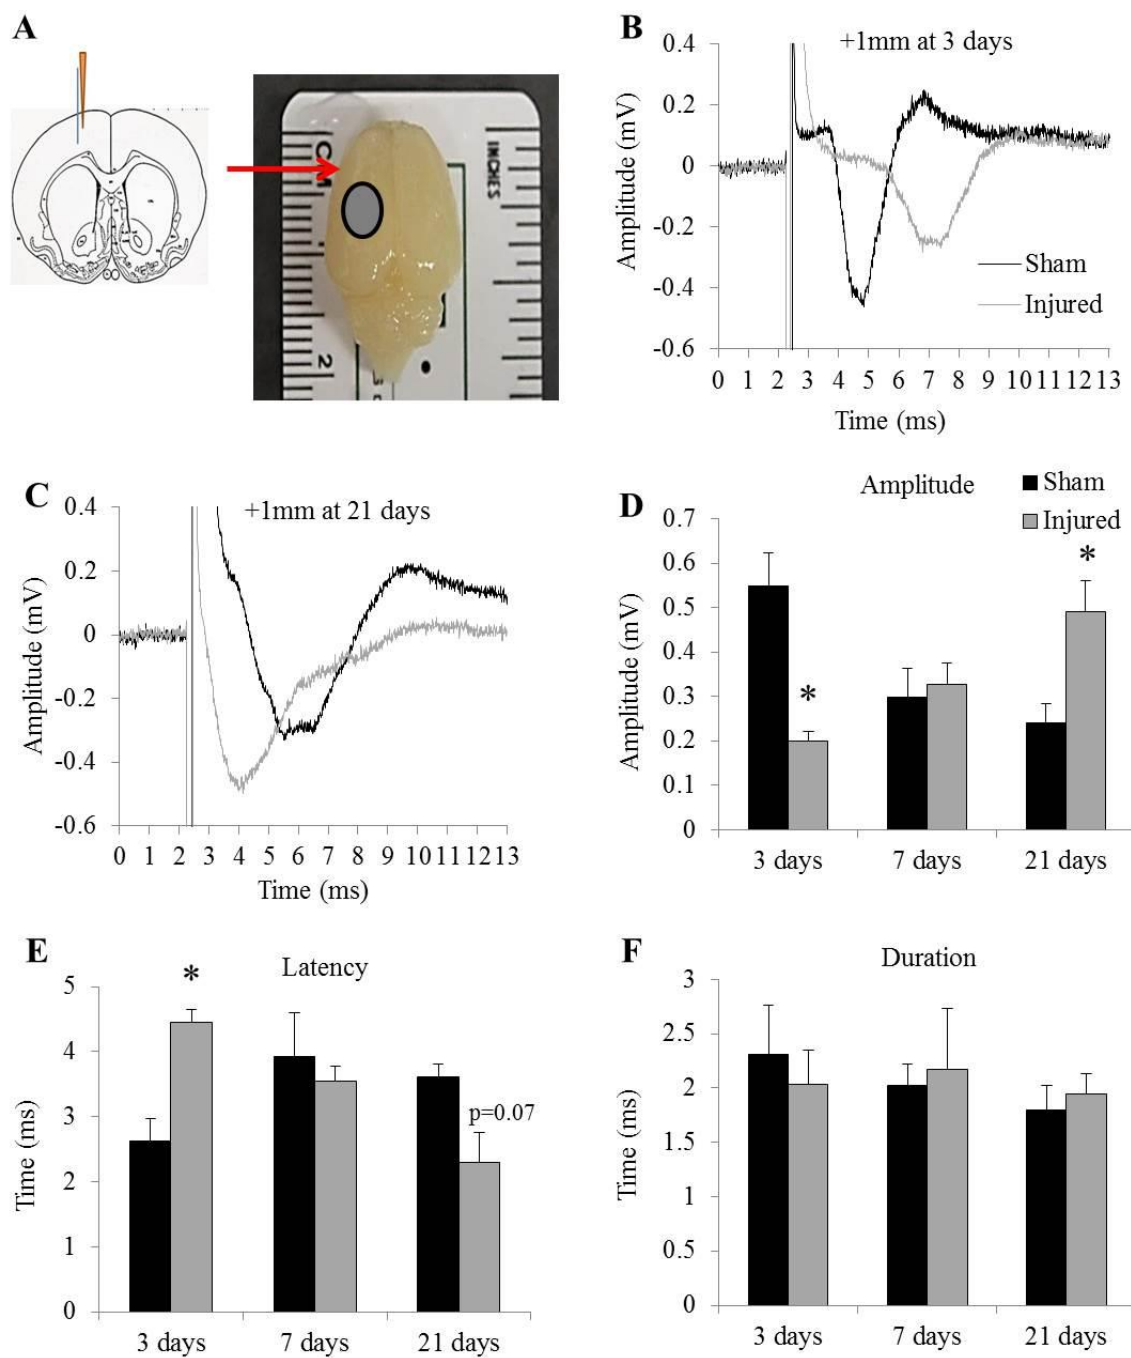 A
CM
INCHES
2
B
+1mm at 3 days
Amplitude (mV)
0.4
0.2
0
-0.2
-0.4
-0.6
Sham
Injured
0 1 2 3 4 5 6 7 8 9 10 11 12 13
Time (ms)
C
+1mm at 21 days
Amplitude (mV)
0.4
0.2
0
-0.2
-0.4
-0.6
0 1 2 3 4 5 6 7 8 9 10 11 12 13
Time (ms)
D
Amplitude
Sham
Injured
Amplitude (mV)
0.7
0.6
0.5
0.4
0.3
0.2
0.1
0
*
*
3 days 7 days 21 days
E
Latency
Time (ms)
5
4
3
2
1
0
*
p=0.07
3 days 7 days 21 days
F
Duration
Time (ms)
3
2.5
2
1.5
1
0.5
0
3 days 7 days 21 days